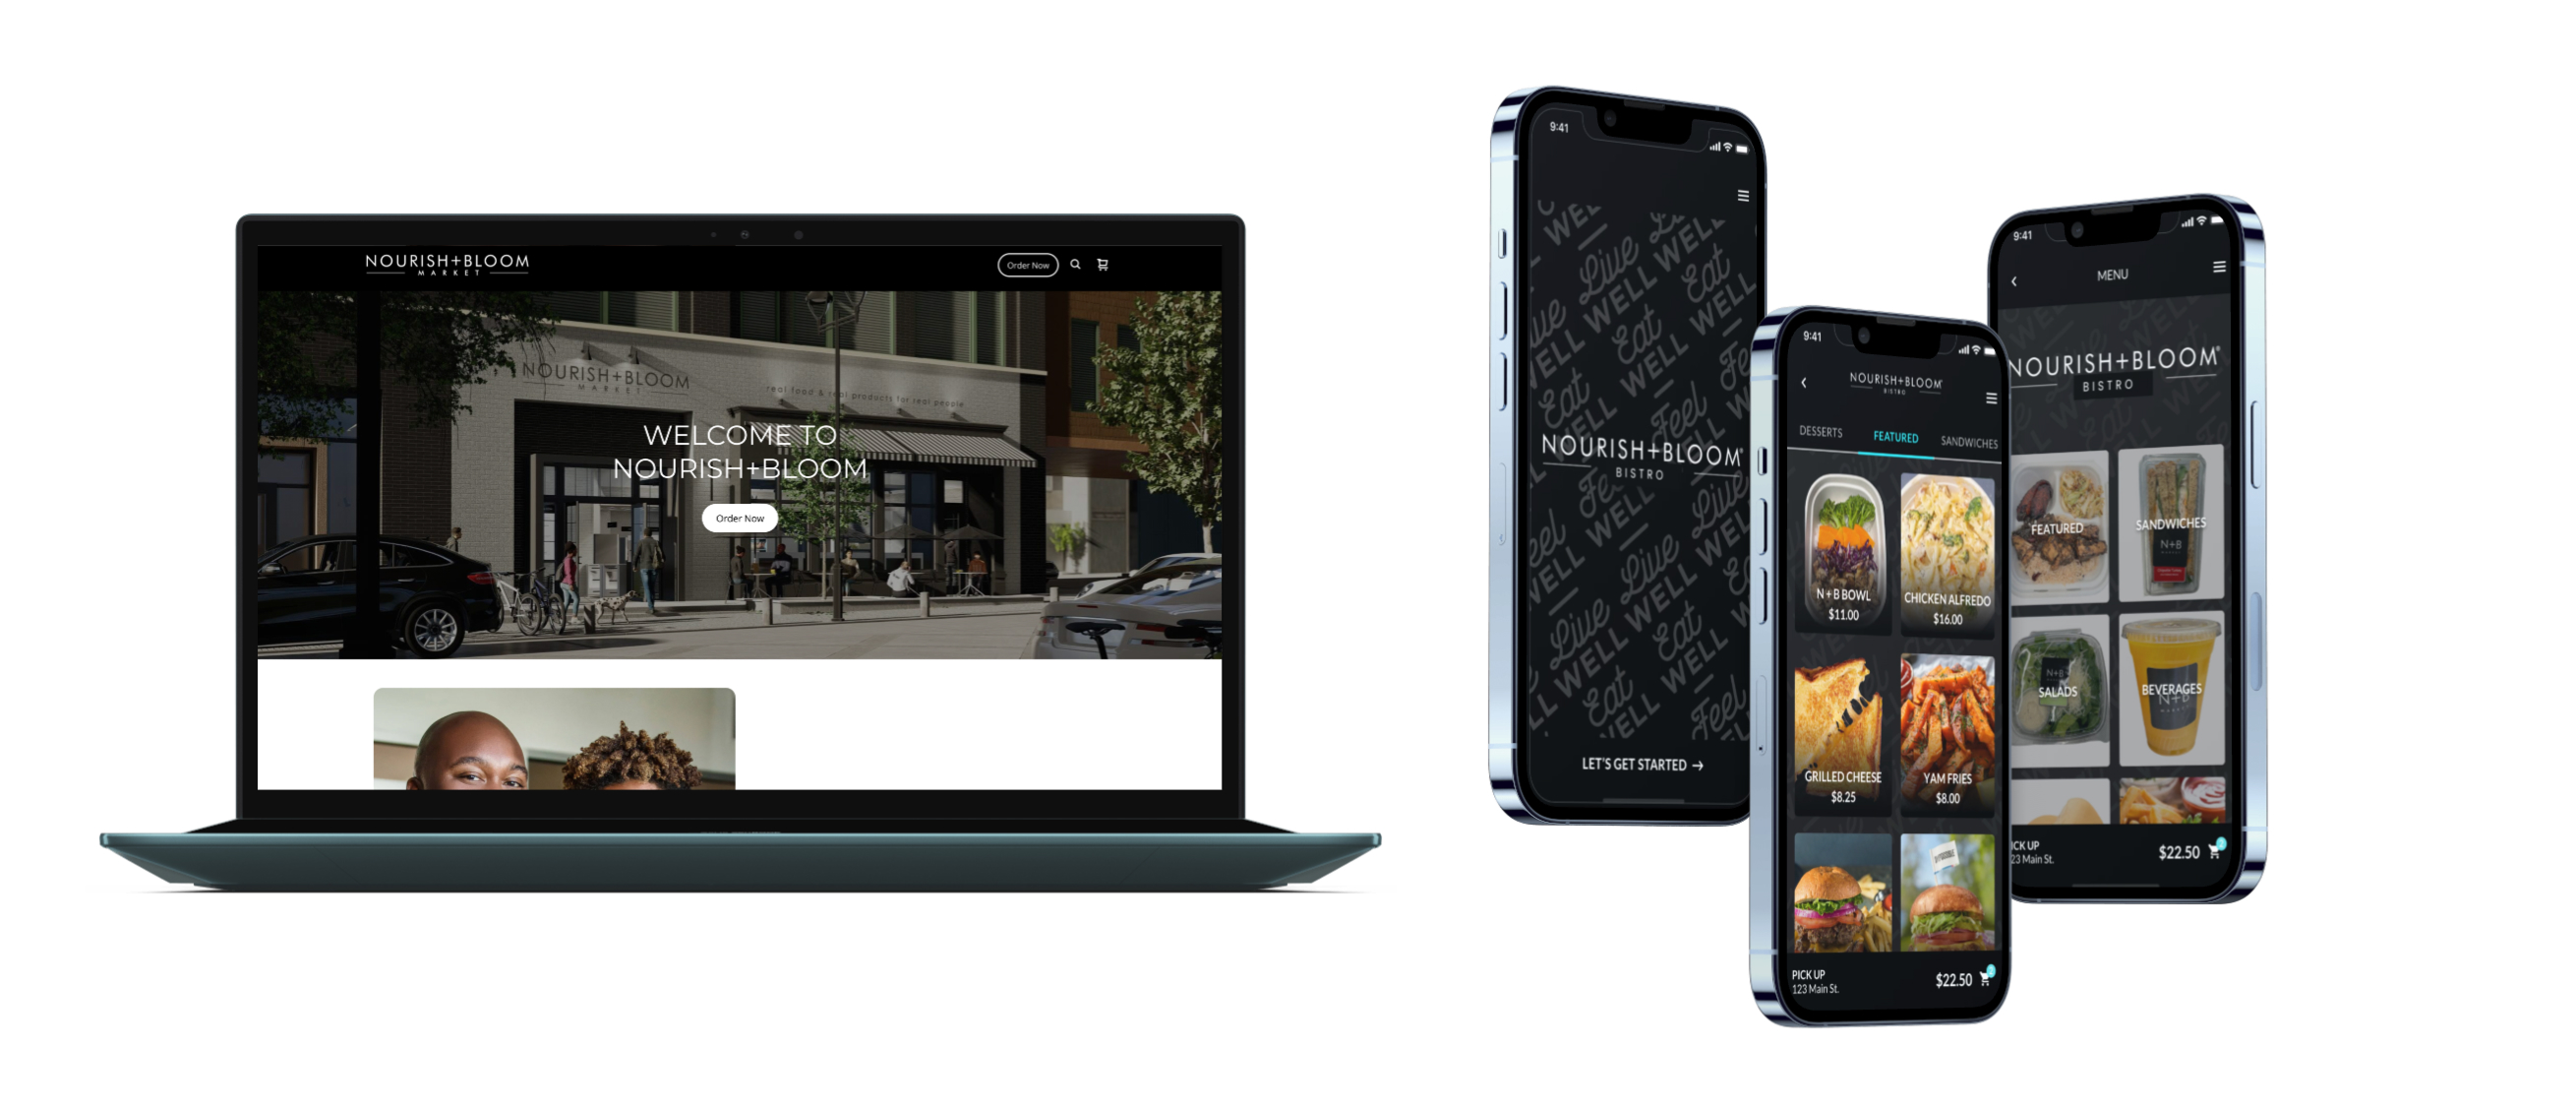 NOURISH+BLOOM
MARKET
Order Now
NOURISH+BLOOM
MARKET
real food & real products for real people
WELCOME TO
NOURISH+BLOOM
Order Now
9:41
Live
WELL
Eat
WELL
Feel
WELL
NOURISH+BLOOM®
BISTRO
LET'S GET STARTED →
9:41
NOURISH+BLOOM
BISTRO
DESSERTS
FEATURED
SANDWICHES
N+B BOWL
$11.00
CHICKEN ALFREDO
$16.00
GRILLED CHEESE
$8.25
YAM FRIES
$8.00
PICK UP
123 Main St.
$22.50
9:41
MENU
NOURISH+BLOOM®
BISTRO
FEATURED
SANDWICHES
N+B
SALADS
N+B
BEVERAGES
N+B
MARKET
ICK UP
23 Main St.
$22.50